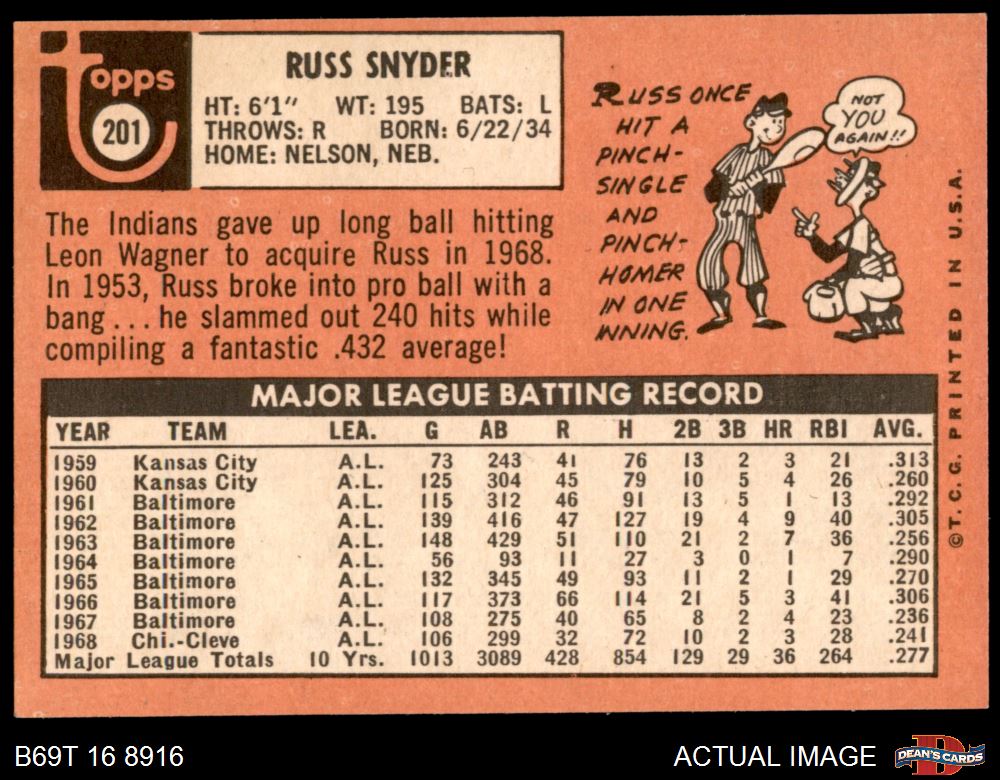 Topps
201
RUSS SNYDER
HT: 6'1" WT: 195 BATS: L
THROWS: R BORN: 6/22/34
HOME: NELSON, NEB.
The Indians gave up long ball hitting
Leon Wagner to acquire Russ in 1968.
In 1953, Russ broke into pro ball with a
bang...he slammed out 240 hits while
compiling a fantastic .432 average!
RUSS ONCE
HIT A
PINCH-
SINGLE
AND
PINCH-
HOMER
IN ONE
INNING.
NOT
YOU
AGAIN!!
MAJOR LEAGUE BATTING RECORD
YEAR TEAM LEA. G AB R H 2B 3B HR RBI AVG.
1959 Kansas City A.L. 73 243 41 76 13 2 3 21 .313
1960 Kansas City A.L. 125 304 45 79 10 5 4 26 .260
1961 Baltimore A.L. 115 312 46 91 13 5 1 13 .292
1962 Baltimore A.L. 139 416 47 127 19 4 9 40 .305
1963 Baltimore A.L. 148 429 51 110 21 2 7 36 .256
1964 Baltimore A.L. 56 93 11 27 3 0 1 7 .290
1965 Baltimore A.L. 132 345 49 93 11 2 1 29 .270
1966 Baltimore A.L. 117 373 66 114 21 5 3 41 .306
1967 Baltimore A.L. 108 275 40 65 8 2 4 23 .236
1968 Chi.-Cleve A.L. 106 299 32 72 10 2 3 28 .241
Major League Totals 10 Yrs. 1013 3089 428 854 129 29 36 264 .277
©T. C. G. PRINTED IN U.S.A.
B69T 16 8916
ACTUAL IMAGE
DEAN'S CARDS